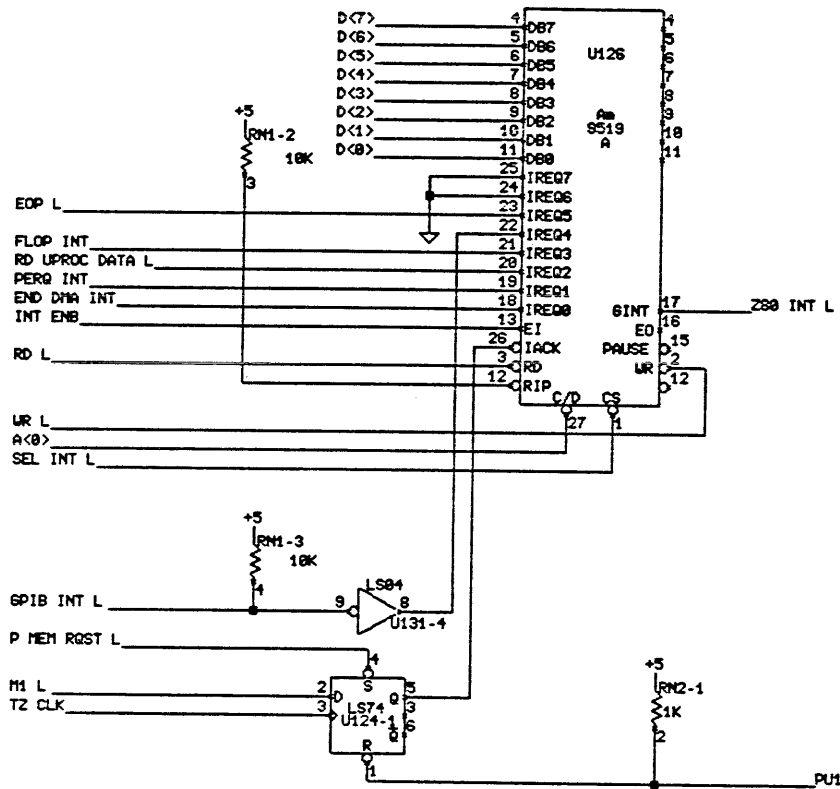 D<7> 4 DB7 4
D<6> 5 DB6 U126 5
D<5> 6 DB5 6
D<4> 7 DB4 7
D<3> 8 DB3 8
D<2> 9 DB2 Am 9
+5 D<1> 10 DB1 9519 10
RN1-2 D<0> 11 DB0 A 11
10K 25 IREQ7
3 24 IREQ6
EOP L 23 IREQ5
22 IREQ4
FLOP INT 21 IREQ3
RD UPROC DATA L 20 IREQ2
PERQ INT 19 IREQ1
END DMA INT 18 IREQ0 GINT 17 Z80 INT L
INT ENB 13 EI EO 16
26 IACK PAUSE 15
RD L 3 RD WR 2
12 RIP 12
C/D CS
WR L 27 1
A<0>
SEL INT L
+5
RN1-3
10K
4 LS04
GPIB INT L 9 8
U131-4
P MEM RQST L 4
S
M1 L 2 D Q 5
T2 CLK 3 LS74 3
U124-1 Q 6
R
1
+5
RN2-1
1K
2
PU1